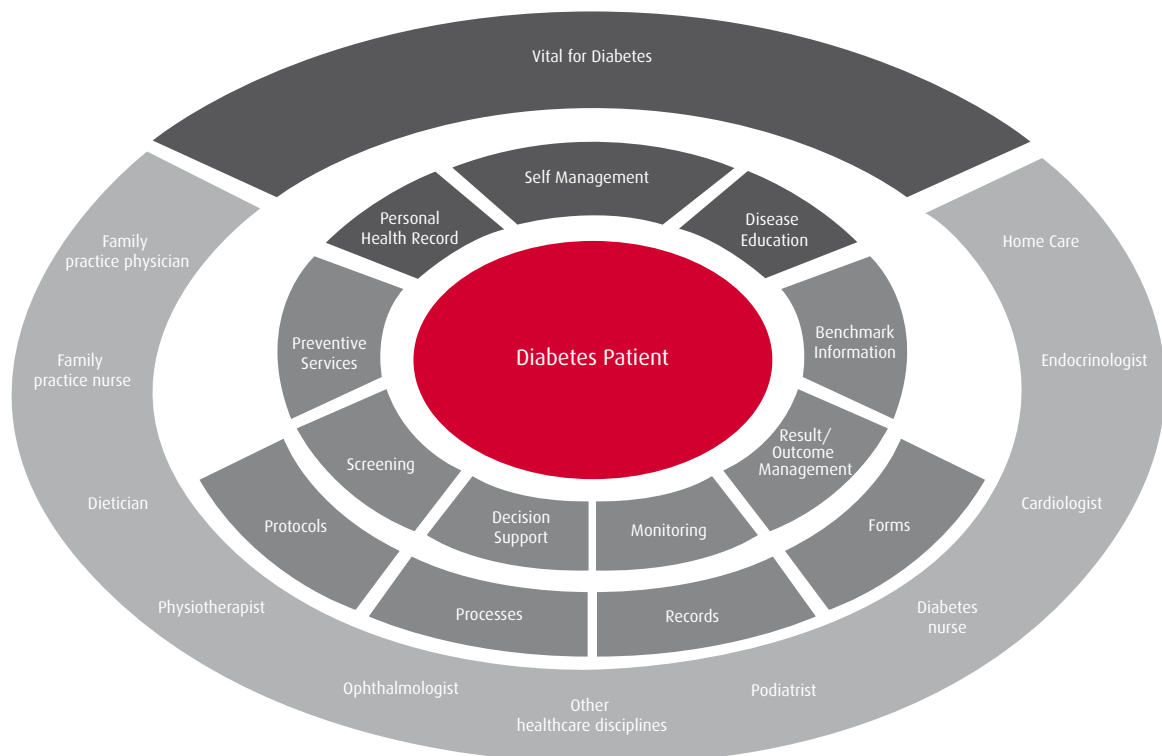 Vital for Diabetes
Self Management
Personal
Health Record
Disease
Education
Family
practice physician
Home Care
Preventive
Services
Diabetes Patient
Benchmark
Information
Family
practice nurse
Endocrinologist
Screening
Result/
Outcome
Management
Dietician
Protocols
Decision
Support
Monitoring
Forms
Cardiologist
Physiotherapist
Processes
Records
Diabetes
nurse
Ophthalmologist
Other
healthcare disciplines
Podiatrist